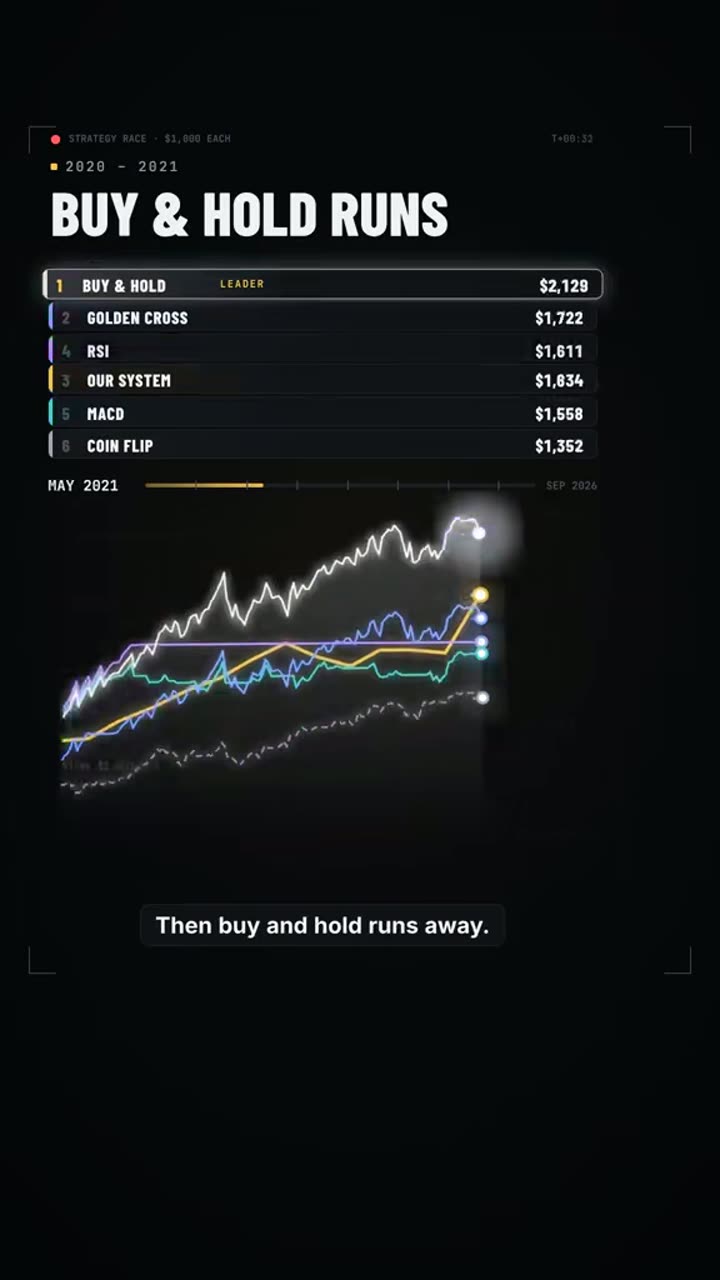 STRATEGY RACE · $1,000 EACH T+00:32
2020 – 2021
BUY & HOLD RUNS
1 BUY & HOLD LEADER $2,129
2 GOLDEN CROSS $1,722
4 RSI $1,611
3 OUR SYSTEM $1,834
5 MACD $1,558
6 COIN FLIP $1,352
MAY 2021 SEP 2026
Then buy and hold runs away.